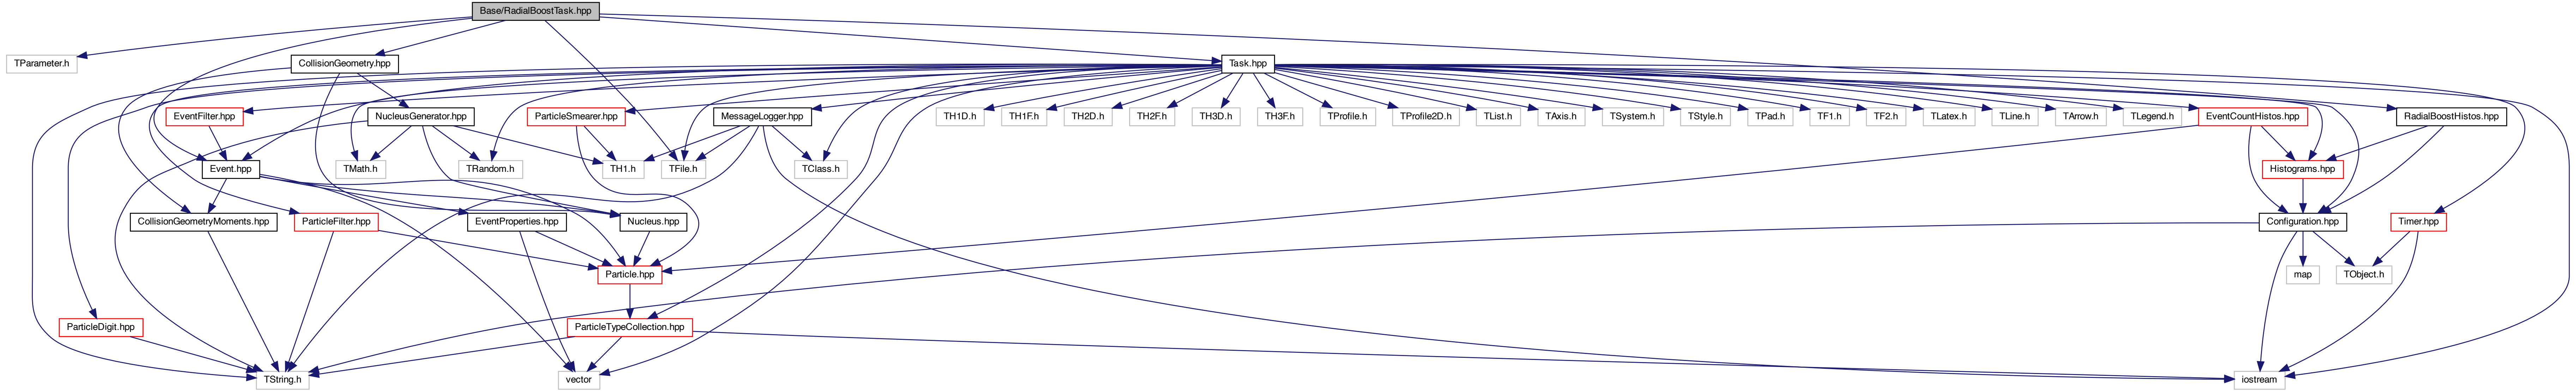 Base/RadialBoostTask.hpp
TParameter.h
CollisionGeometry.hpp
Task.hpp
EventFilter.hpp
NucleusGenerator.hpp
ParticleSmearer.hpp
MessageLogger.hpp
TH1D.h
TH1F.h
TH2D.h
TH2F.h
TH3D.h
TH3F.h
TProfile.h
TProfile2D.h
TList.h
TAxis.h
TSystem.h
TStyle.h
TPad.h
TF1.h
TF2.h
TLatex.h
TLine.h
TArrow.h
TLegend.h
EventCountHistos.hpp
RadialBoostHistos.hpp
Event.hpp
TMath.h
TRandom.h
TH1.h
TFile.h
TClass.h
Histograms.hpp
CollisionGeometryMoments.hpp
ParticleFilter.hpp
EventProperties.hpp
Nucleus.hpp
Configuration.hpp
Timer.hpp
Particle.hpp
map
TObject.h
ParticleDigit.hpp
ParticleTypeCollection.hpp
TString.h
vector
iostream